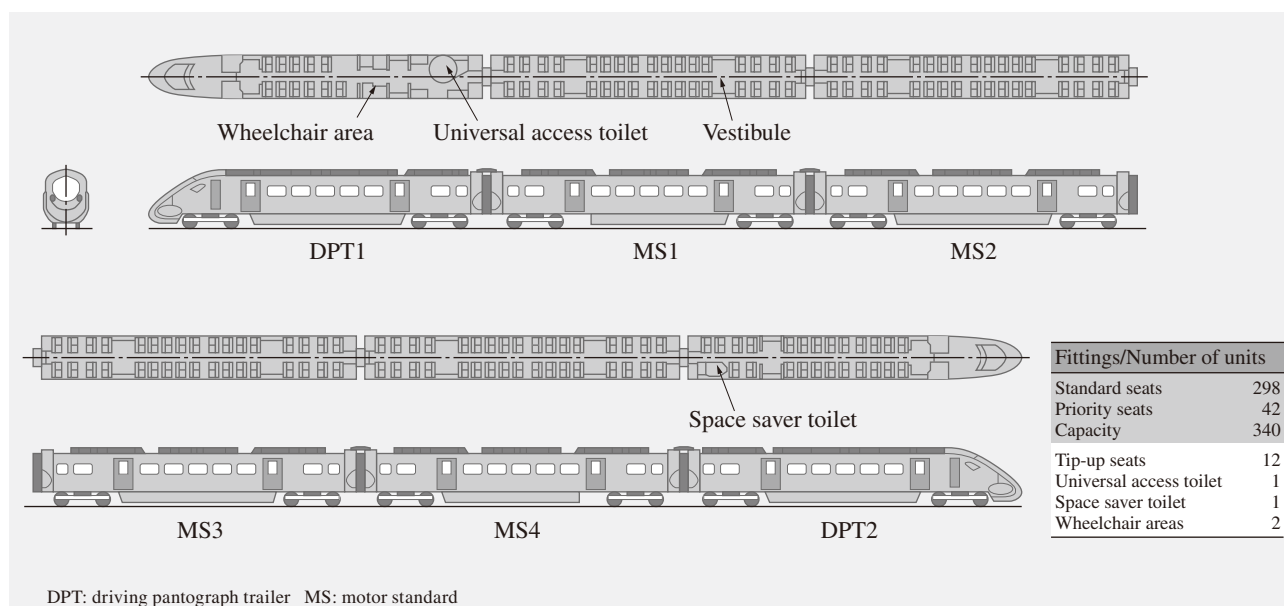 Wheelchair area
Universal access toilet
Vestibule
DPT1
MS1
MS2
Space saver toilet
MS3
MS4
DPT2
Fittings/Number of units
Standard seats 298
Priority seats 42
Capacity 340
Tip-up seats 12
Universal access toilet 1
Space saver toilet 1
Wheelchair areas 2
DPT: driving pantograph trailer MS: motor standard